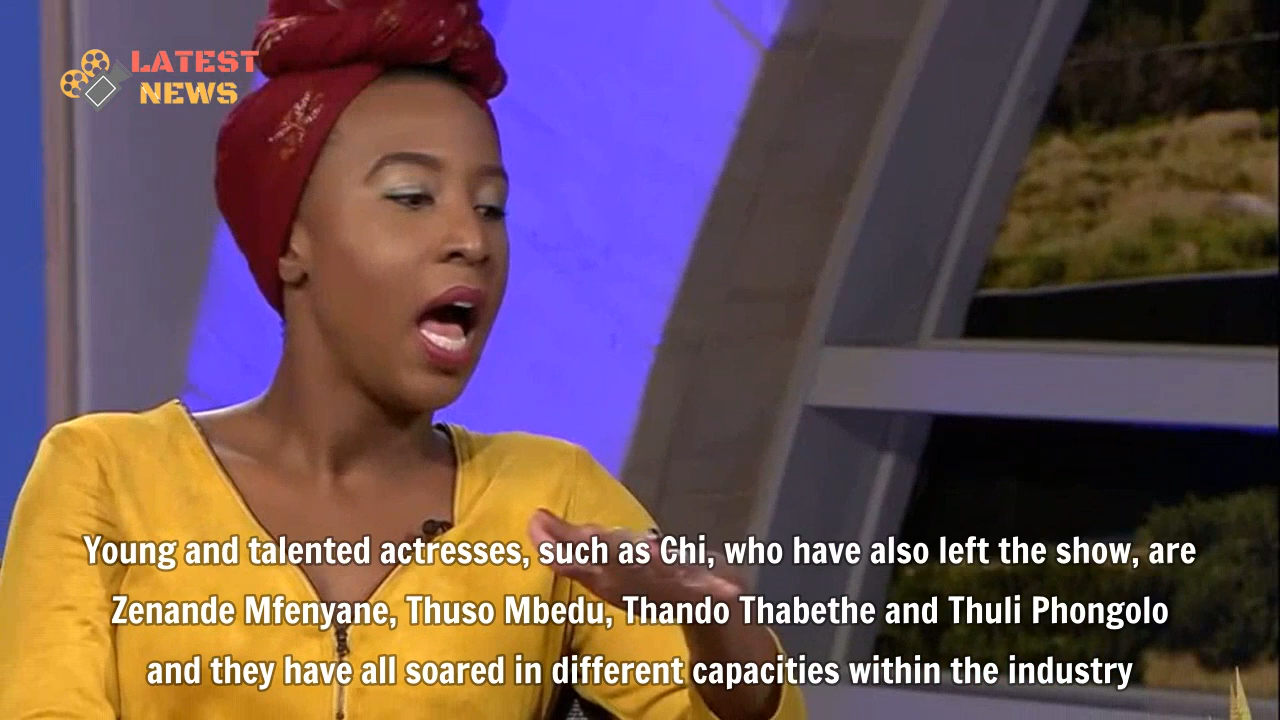 LATEST
NEWS
Young and talented actresses, such as Chi, who have also left the show, are
Zenande Mfenyane, Thuso Mbedu, Thando Thabethe and Thuli Phongolo
and they have all soared in different capacities within the industry